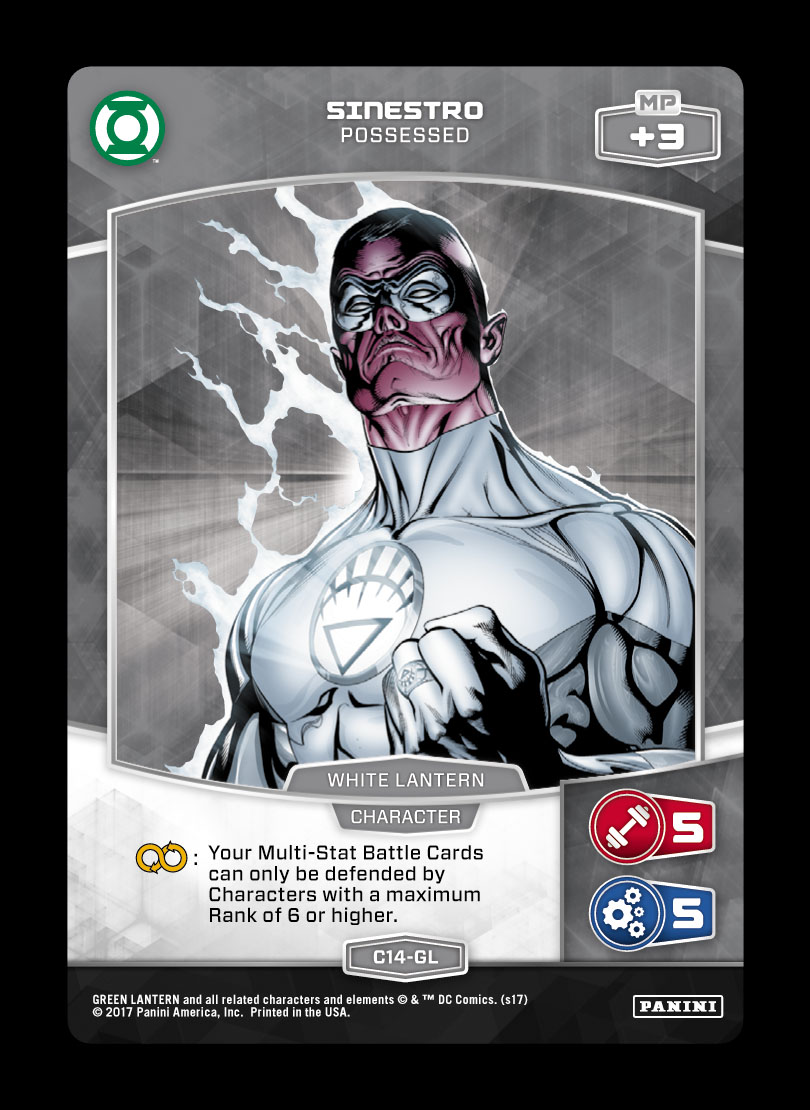 SINESTRO
POSSESSED
MP
+3
™
WHITE LANTERN
CHARACTER
5
: Your Multi-Stat Battle Cards
can only be defended by
Characters with a maximum
Rank of 6 or higher.
5
C14-GL
GREEN LANTERN and all related characters and elements © & ™ DC Comics. (s17)
© 2017 Panini America, Inc. Printed in the USA.
PANINI